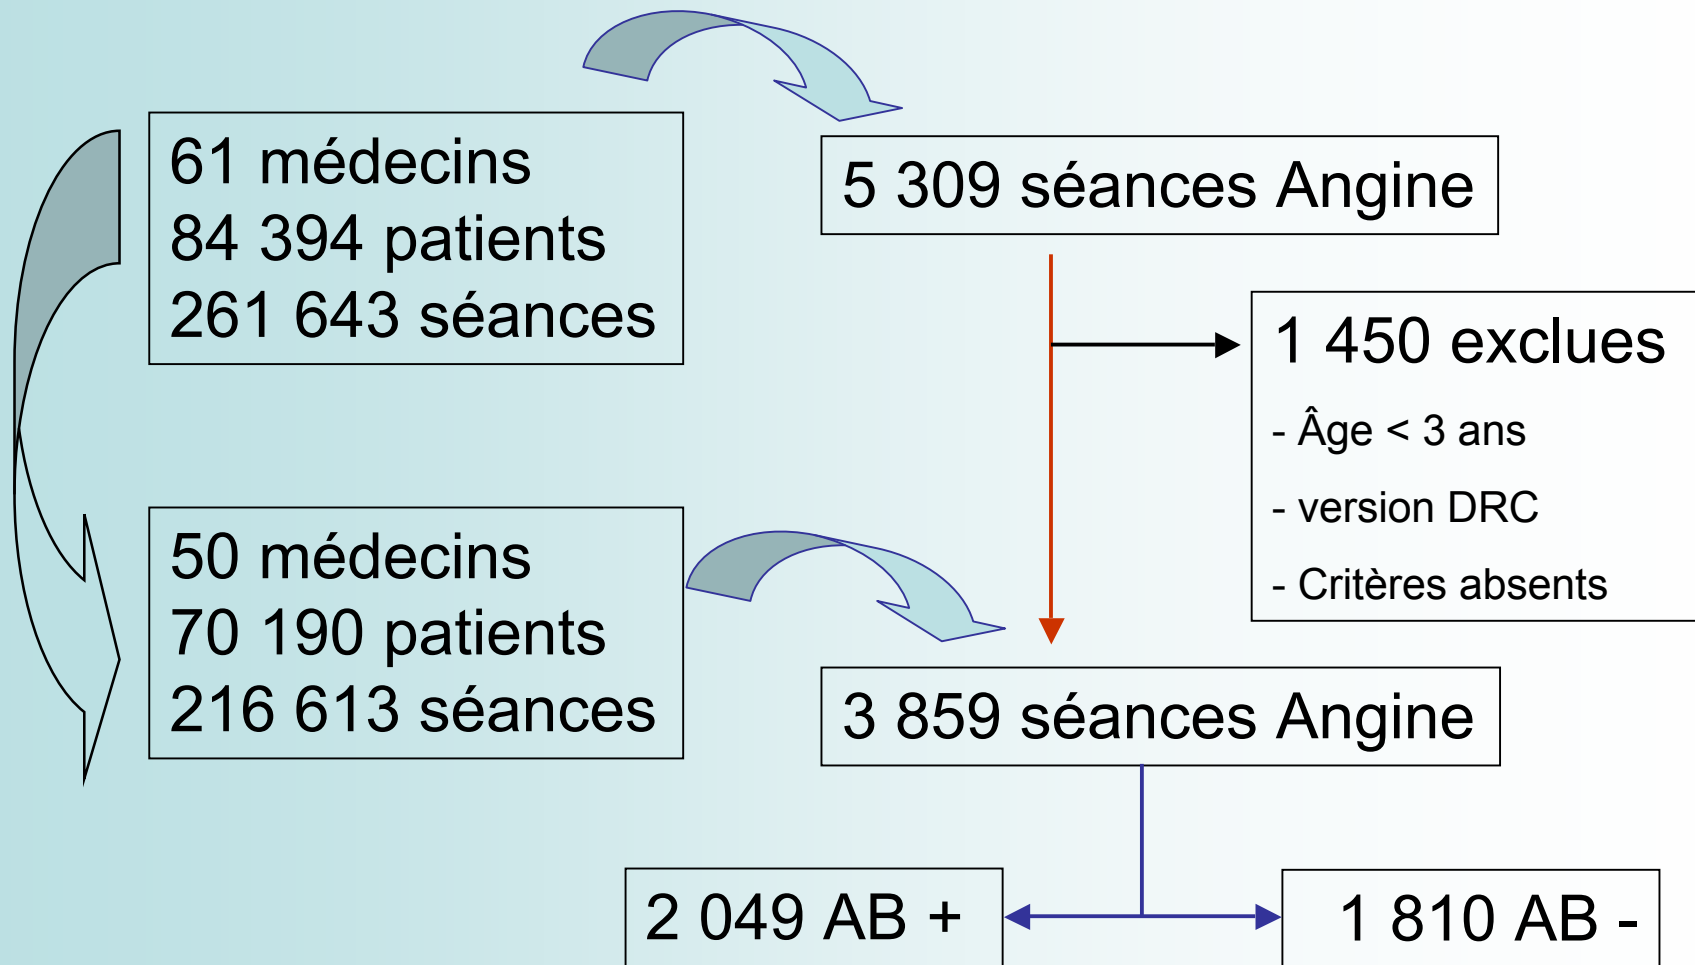 61 médecins
84 394 patients
261 643 séances
5 309 séances Angine
1 450 exclues
- Âge < 3 ans
- version DRC
- Critères absents
50 médecins
70 190 patients
216 613 séances
3 859 séances Angine
2 049 AB +
1 810 AB -